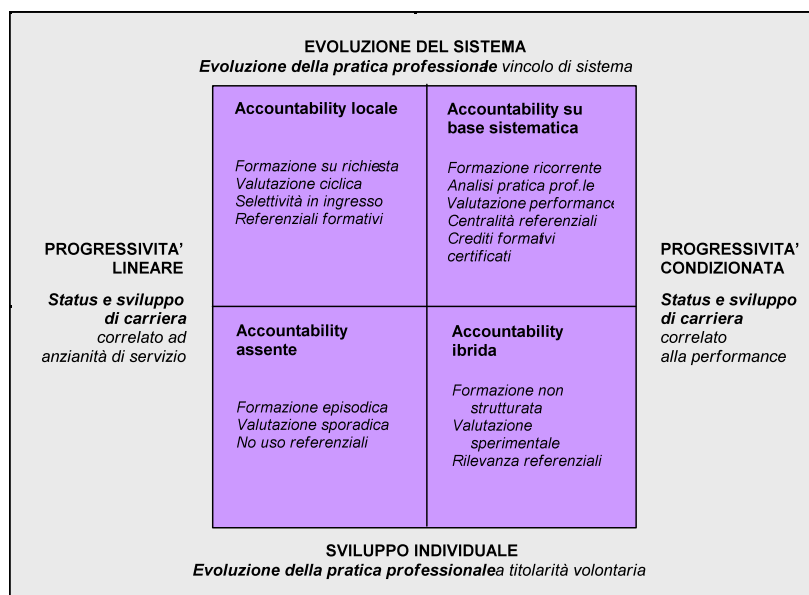 EVOLUZIONE DEL SISTEMA
Evoluzione della pratica professionale vincolo di sistema
Accountability locale
Formazione su richiesta
Valutazione ciclica
Selettività in ingresso
Referenziali formativi
Accountability su
base sistematica
Formazione ricorrente
Analisi pratica prof.le
Valutazione performance
Centralità referenziali
Crediti formativi
certificati
PROGRESSIVITA’
LINEARE
Status e sviluppo
di carriera
correlato ad
anzianità di servizio
PROGRESSIVITA’
CONDIZIONATA
Status e sviluppo
di carriera
correlato
alla performance
Accountability
assente
Formazione episodica
Valutazione sporadica
No uso referenziali
Accountability
ibrida
Formazione non
strutturata
Valutazione
sperimentale
Rilevanza referenziali
SVILUPPO INDIVIDUALE
Evoluzione della pratica professionale a titolarità volontaria